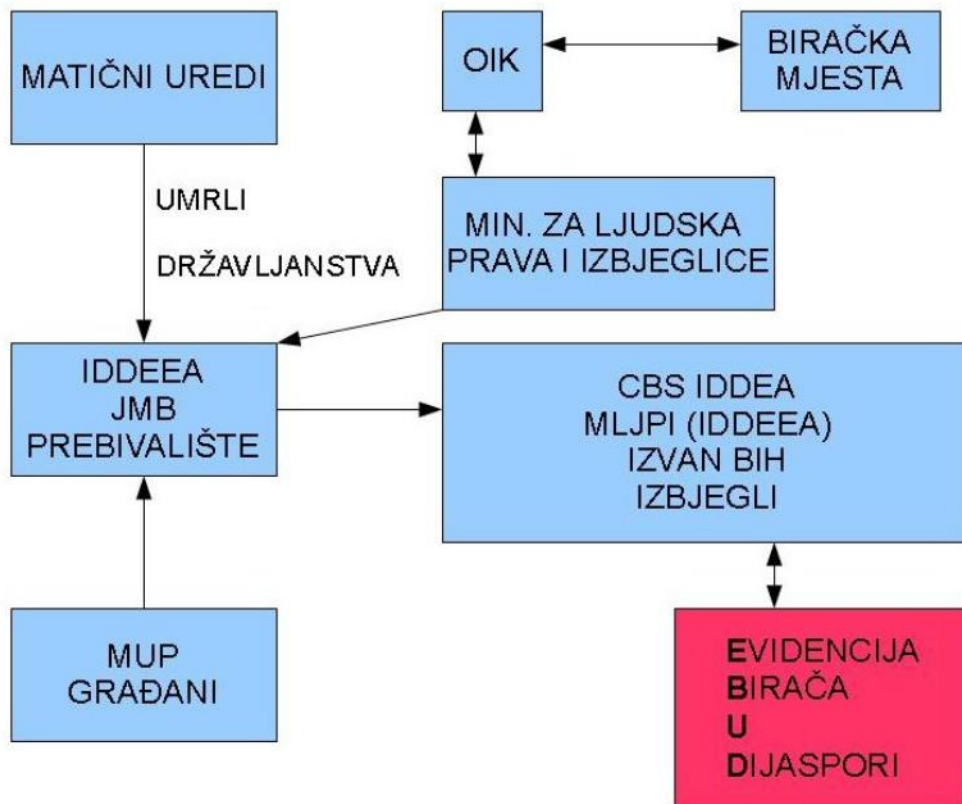 MATIČNI UREDI
OIK
BIRAČKA
MJESTA
UMRLI
DRŽAVLJANSTVA
MIN. ZA LJUDSKA
PRAVA I IZBJEGLICE
IDDEEA
JMB
PREBIVALIŠTE
CBS IDDEA
MLJPI (IDDEEA)
IZVAN BIH
IZBJEGLI
MUP
GRAĐANI
EVIDENCIJA
BIRAČA
U
DIJASPORI